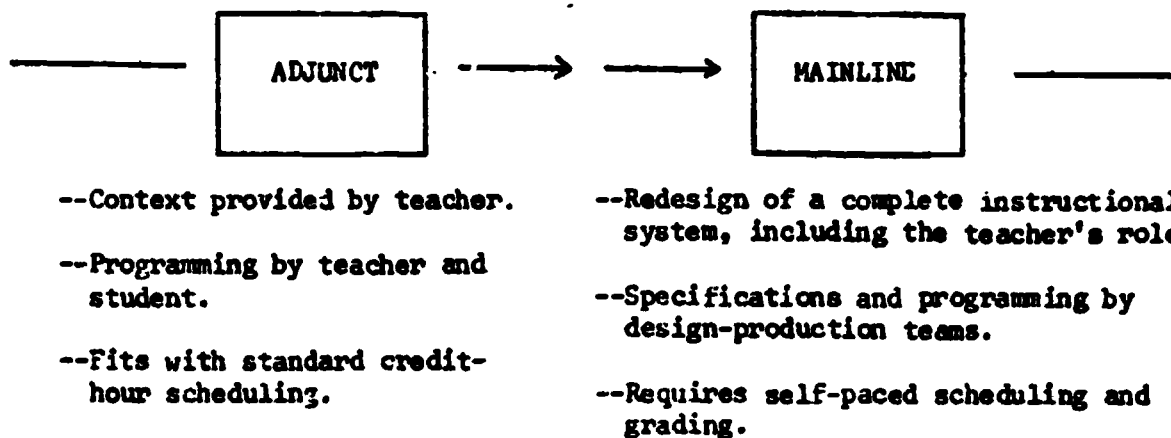 ADJUNCT
MAINLINE
--Context provided by teacher.
--Programming by teacher and
student.
--Fits with standard credit-
hour scheduling.
--Redesign of a complete instructional
system, including the teacher's role
--Specifications and programming by
design-production teams.
--Requires self-paced scheduling and
grading.